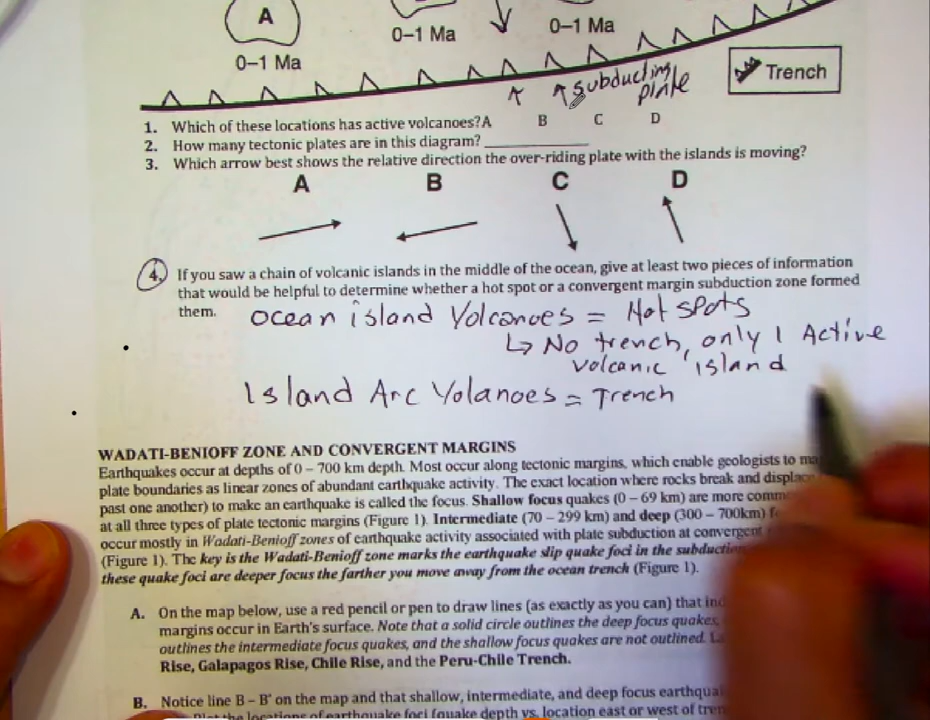 A
0–1 Ma
0–1 Ma
0–1 Ma
Trench
subducting
plate
1. Which of these locations has active volcanoes? A B C D
2. How many tectonic plates are in this diagram? ____________
3. Which arrow best shows the relative direction the over-riding plate with the islands is moving?
A B C D
4. If you saw a chain of volcanic islands in the middle of the ocean, give at least two pieces of information
that would be helpful to determine whether a hot spot or a convergent margin subduction zone formed
them.
Ocean island Volcanoes = Hot spots
↳ No trench, only 1 Active
volcanic island
Island Arc Volanoes = Trench
WADATI-BENIOFF ZONE AND CONVERGENT MARGINS
Earthquakes occur at depths of 0 – 700 km depth. Most occur along tectonic margins, which enable geologists to
plate boundaries as linear zones of abundant earthquake activity. The exact location where rocks break and
past one another) to make an earthquake is called the focus. Shallow focus quakes (0 – 69 km) are more
at all three types of plate tectonic margins (Figure 1). Intermediate (70 – 299 km) and deep (300 – 700km)
occur mostly in Wadati-Benioff zones of earthquake activity associated with plate subduction at convergent
(Figure 1). The key is the Wadati-Benioff zone marks the earthquake slip quake foci in the
these quake foci are deeper focus the farther you move away from the ocean trench (Figure 1).
A. On the map below, use a red pencil or pen to draw lines (as exactly as you can) that
margins occur in Earth's surface. Note that a solid circle outlines the deep focus quakes,
outlines the intermediate focus quakes, and the shallow focus quakes are not outlined.
Rise, Galapagos Rise, Chile Rise, and the Peru-Chile Trench.
B. Notice line B – B' on the map and that shallow, intermediate, and deep focus
the locations of earthquake foci (quake depth vs. location east or west of